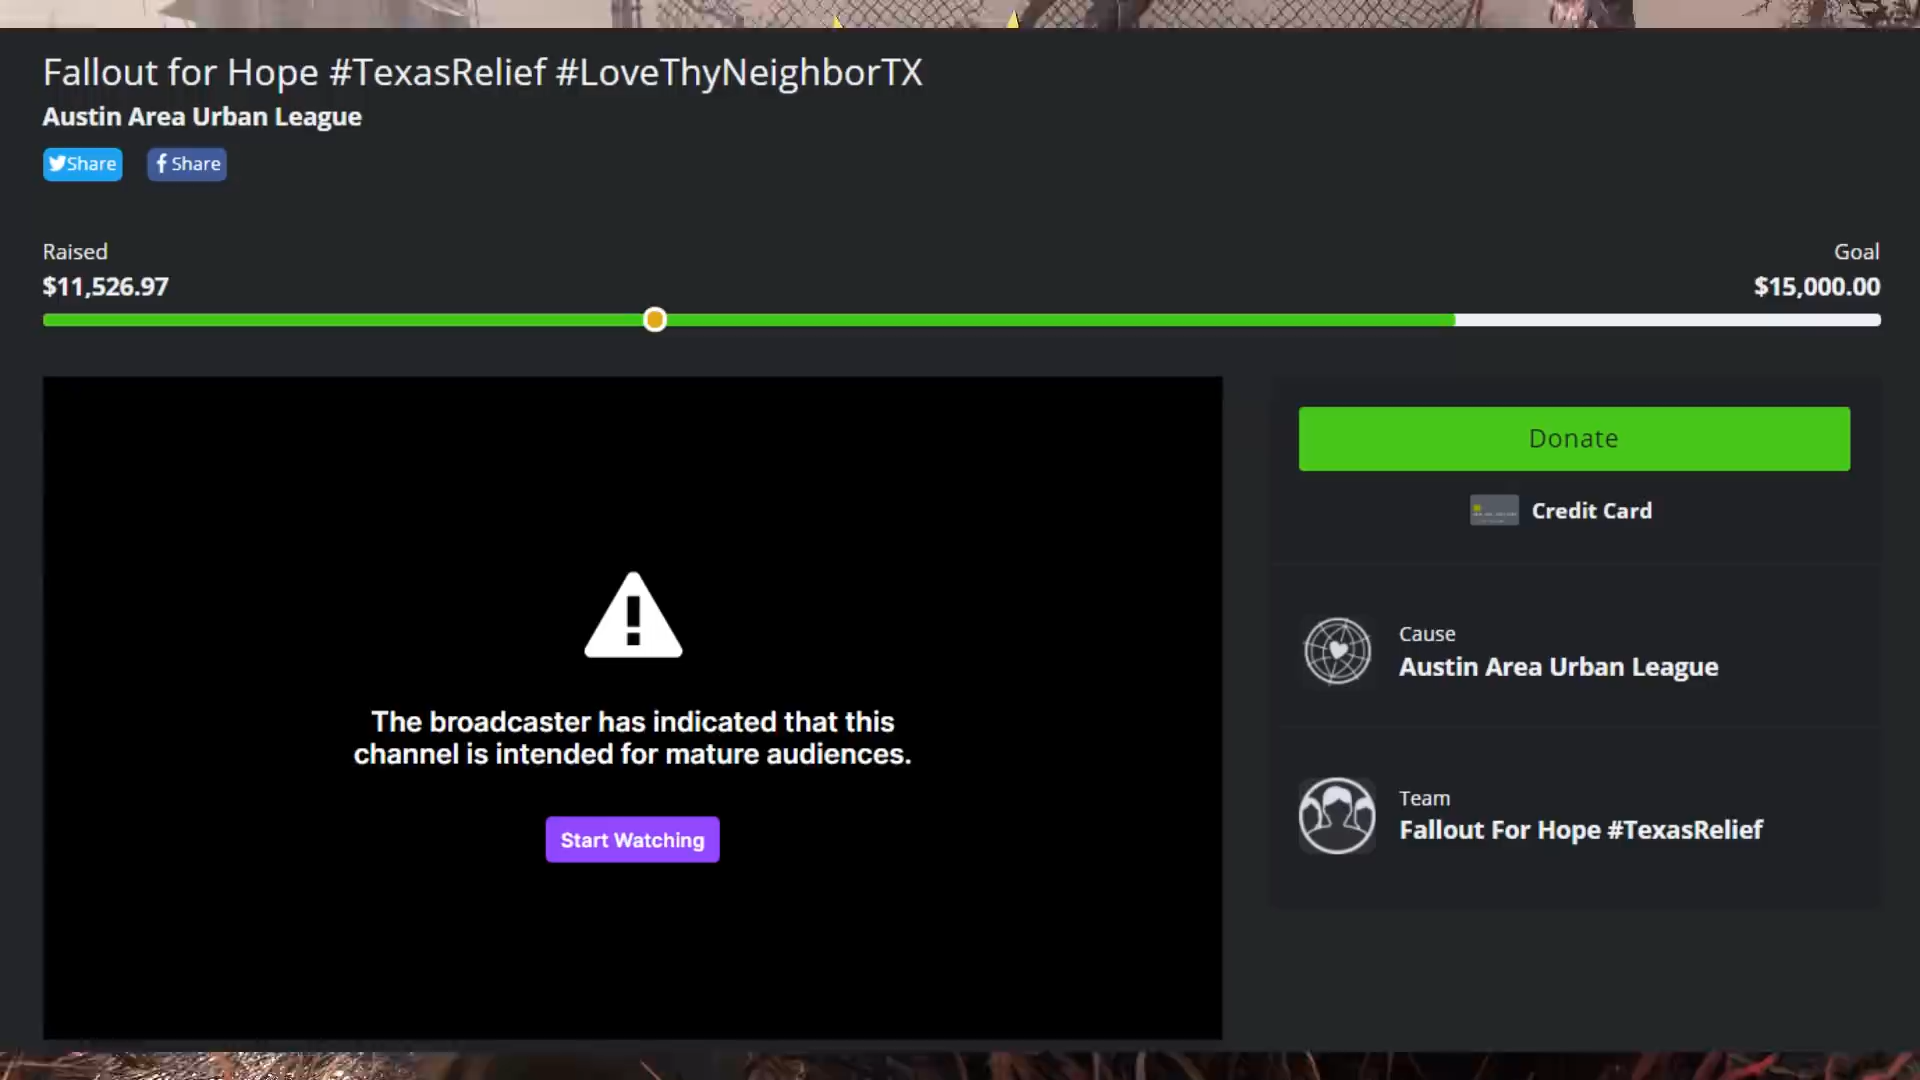 Fallout for Hope #TexasRelief #LoveThyNeighborTX
Austin Area Urban League
Share
Share
Raised
Goal
$11,526.97
$15,000.00
Donate
Credit Card
The broadcaster has indicated that this
channel is intended for mature audiences.
Start Watching
Cause
Austin Area Urban League
Team
Fallout For Hope #TexasRelief